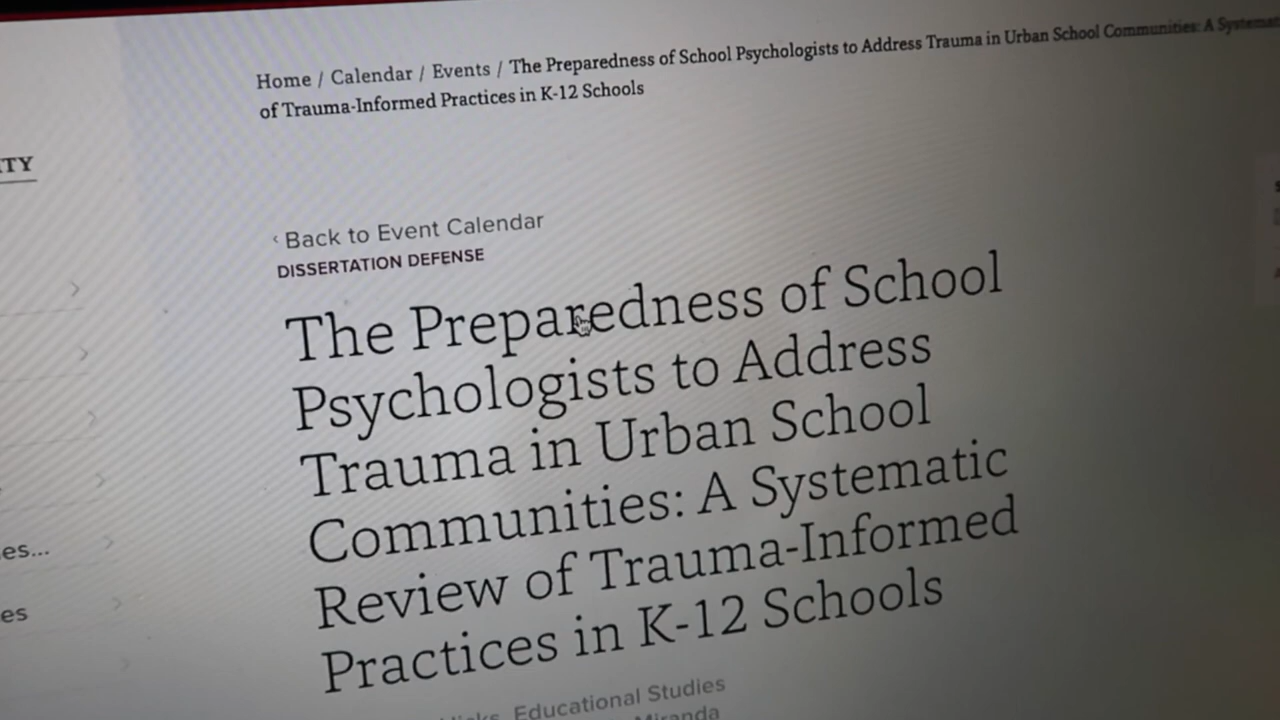 Home / Calendar / Events / The Preparedness of School Psychologists to Address Trauma in Urban School Communities: A
of Trauma-Informed Practices in K-12 Schools
ITY
‹ Back to Event Calendar
DISSERTATION DEFENSE
The Preparedness of School
Psychologists to Address
Trauma in Urban School
Communities: A Systematic
Review of Trauma-Informed
Practices in K-12 Schools
es...
es
Educational Studies
Miranda